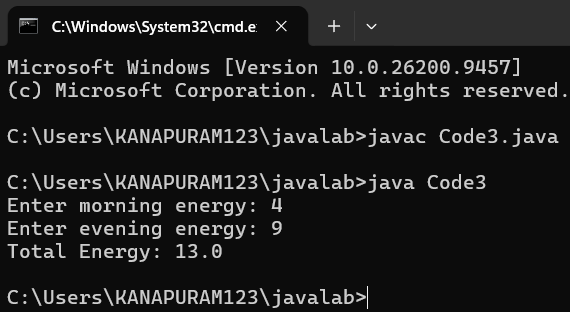 C:\Windows\System32\cmd.e
Microsoft Windows [Version 10.0.26200.9457]
(c) Microsoft Corporation. All rights reserved.
C:\Users\KANAPURAM123\javalab>javac Code3.java
C:\Users\KANAPURAM123\javalab>java Code3
Enter morning energy: 4
Enter evening energy: 9
Total Energy: 13.0
C:\Users\KANAPURAM123\javalab>